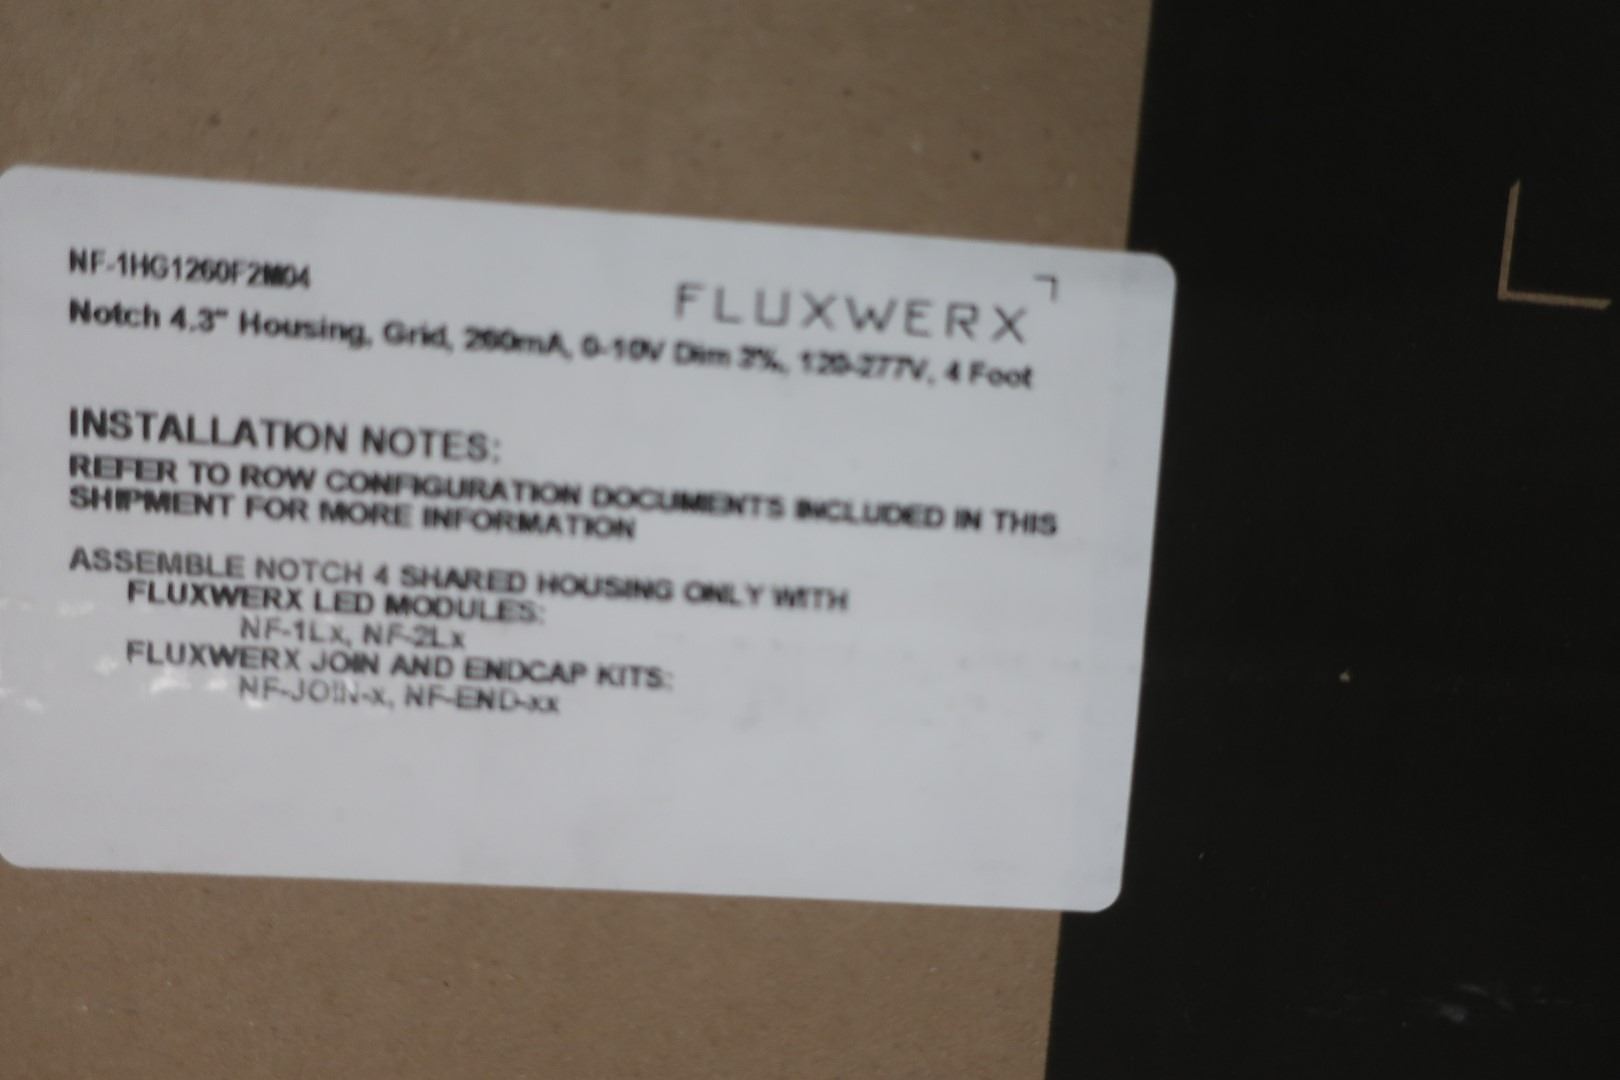 NF-1HG1260F2M04
FLUXWERX
Notch 4.3" Housing, Grid, 260mA, 0-10V Dim 3%, 120-277V, 4 Foot
INSTALLATION NOTES:
REFER TO ROW CONFIGURATION DOCUMENTS INCLUDED IN THIS
SHIPMENT FOR MORE INFORMATION
ASSEMBLE NOTCH 4 SHARED HOUSING ONLY WITH
FLUXWERX LED MODULES:
NF-1Lx, NF-2Lx
FLUXWERX JOIN AND ENDCAP KITS:
NF-JOIN-x, NF-END-xx